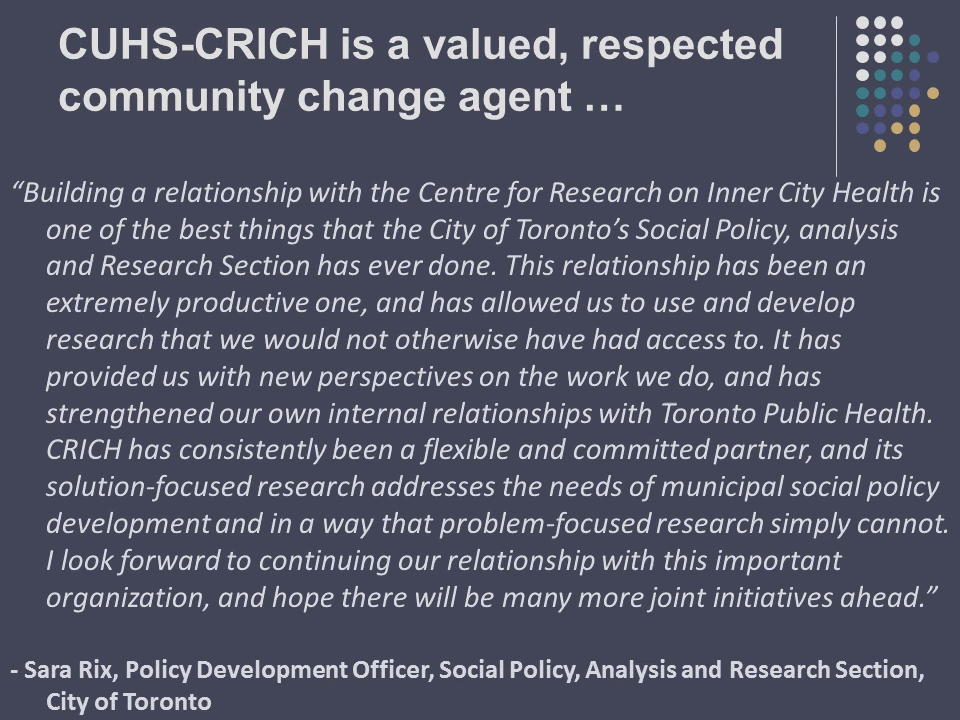 CUHS-CRICH is a valued, respected
community change agent …
“Building a relationship with the Centre for Research on Inner City Health is
one of the best things that the City of Toronto’s Social Policy, analysis
and Research Section has ever done. This relationship has been an
extremely productive one, and has allowed us to use and develop
research that we would not otherwise have had access to. It has
provided us with new perspectives on the work we do, and has
strengthened our own internal relationships with Toronto Public Health.
CRICH has consistently been a flexible and committed partner, and its
solution-focused research addresses the needs of municipal social policy
development and in a way that problem-focused research simply cannot.
I look forward to continuing our relationship with this important
organization, and hope there will be many more joint initiatives ahead.”
- Sara Rix, Policy Development Officer, Social Policy, Analysis and Research Section,
City of Toronto